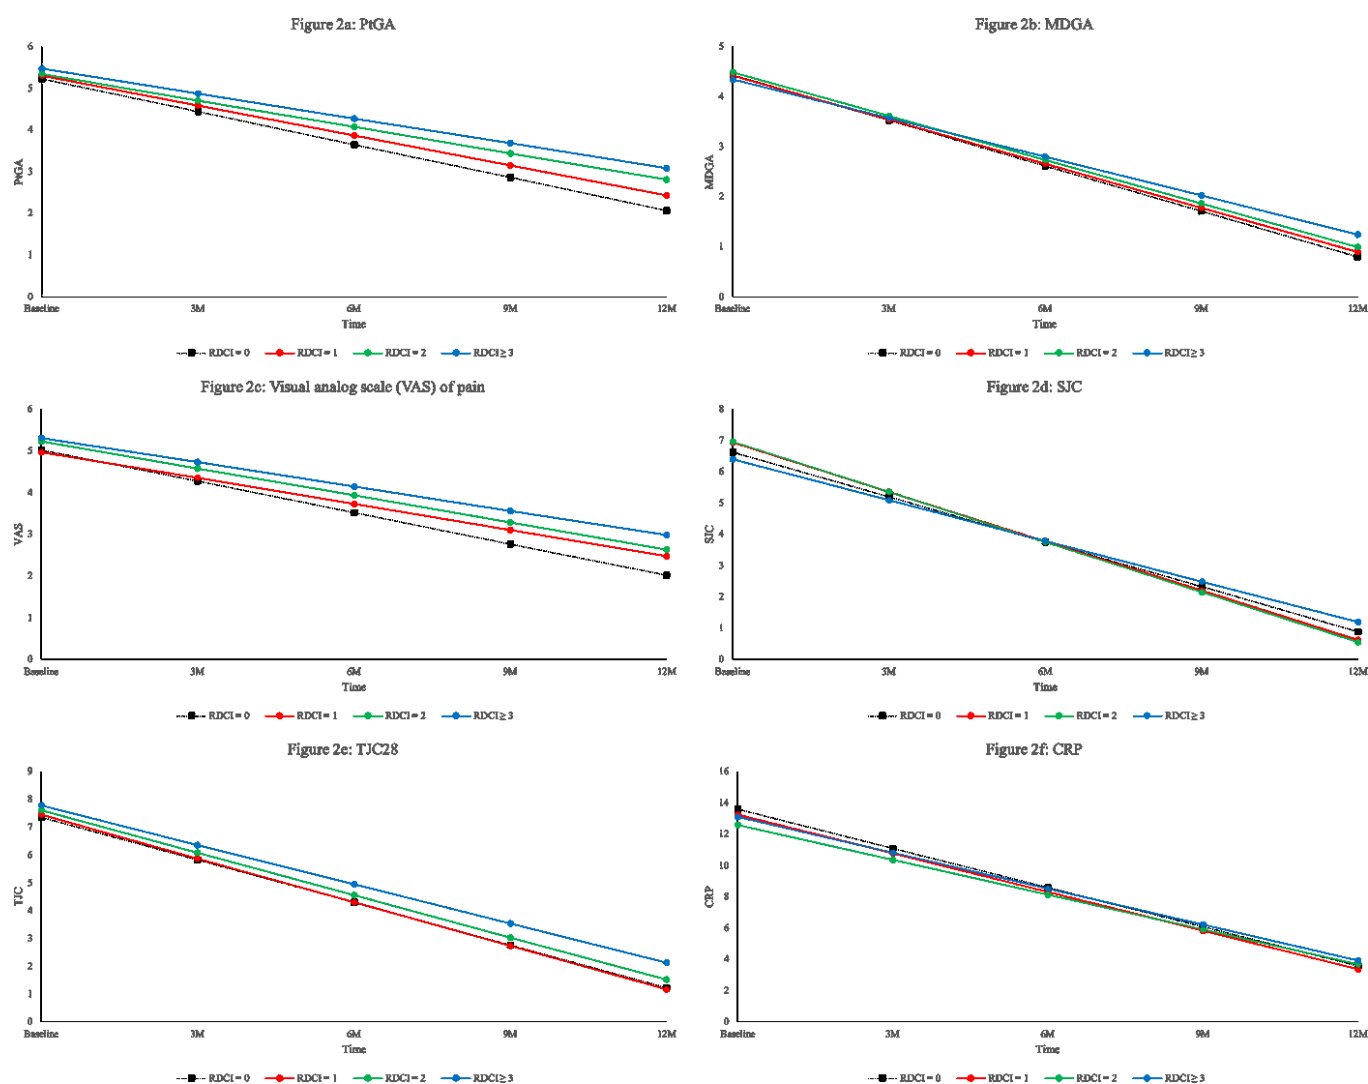 Figure 2a: PtGA
6
5
4
3
2
1
0
PtGA
Baseline 3M 6M 9M 12M
Time
RDCI = 0 RDCI = 1 RDCI = 2 RDCI ≥ 3
Figure 2b: MDGA
5
4
3
2
1
0
MDGA
Baseline 3M 6M 9M 12M
Time
RDCI = 0 RDCI = 1 RDCI = 2 RDCI ≥ 3
Figure 2c: Visual analog scale (VAS) of pain
6
5
4
3
2
1
0
VAS
Baseline 3M 6M 9M 12M
Time
RDCI = 0 RDCI = 1 RDCI = 2 RDCI ≥ 3
Figure 2d: SJC
8
7
6
5
4
3
2
1
0
SJC
Baseline 3M 6M 9M 12M
Time
RDCI = 0 RDCI = 1 RDCI = 2 RDCI ≥ 3
Figure 2e: TJC28
9
8
7
6
5
4
3
2
1
0
TJC
Baseline 3M 6M 9M 12M
Time
RDCI = 0 RDCI = 1 RDCI = 2 RDCI ≥ 3
Figure 2f: CRP
16
14
12
10
8
6
4
2
0
CRP
Baseline 3M 6M 9M 12M
Time
RDCI = 0 RDCI = 1 RDCI = 2 RDCI ≥ 3